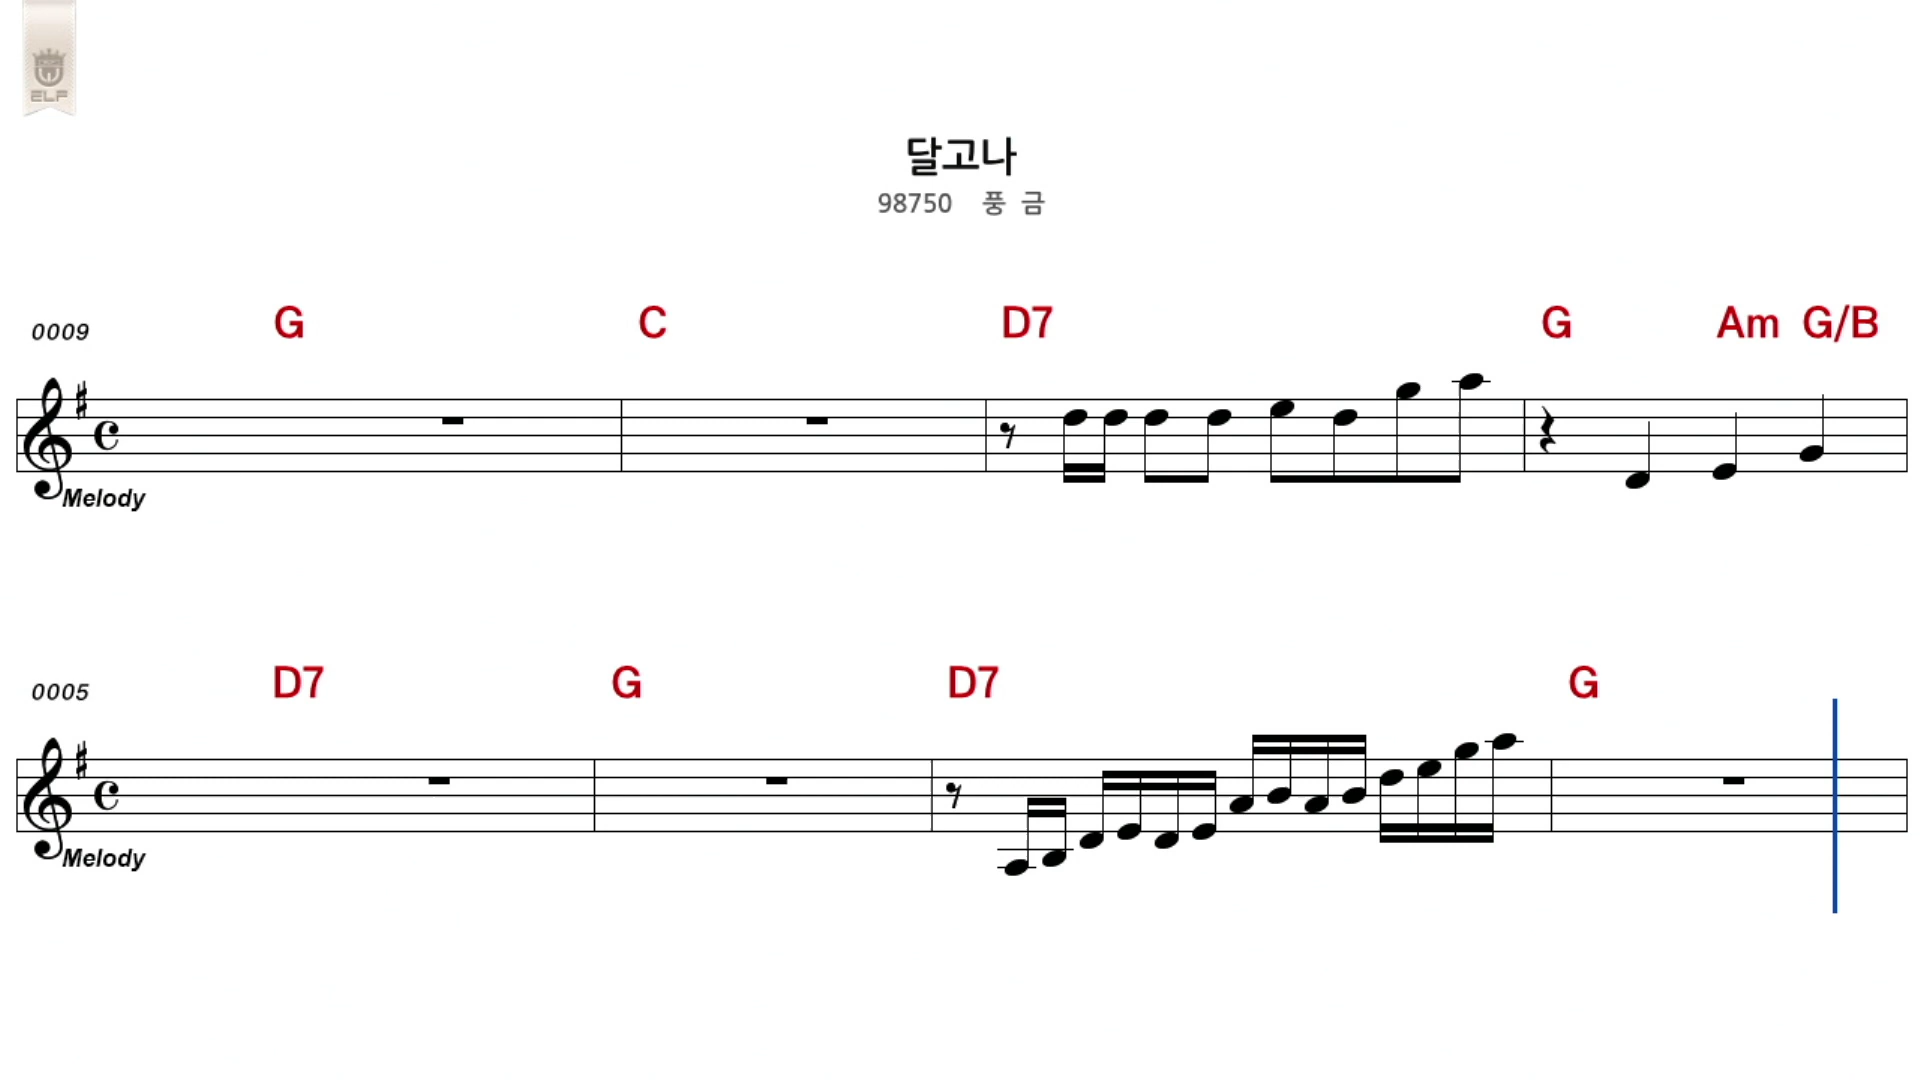 ELF
달고나
98750 풍 금
0009 G C D7 G Am G/B
Melody
0005 D7 G D7 G
Melody